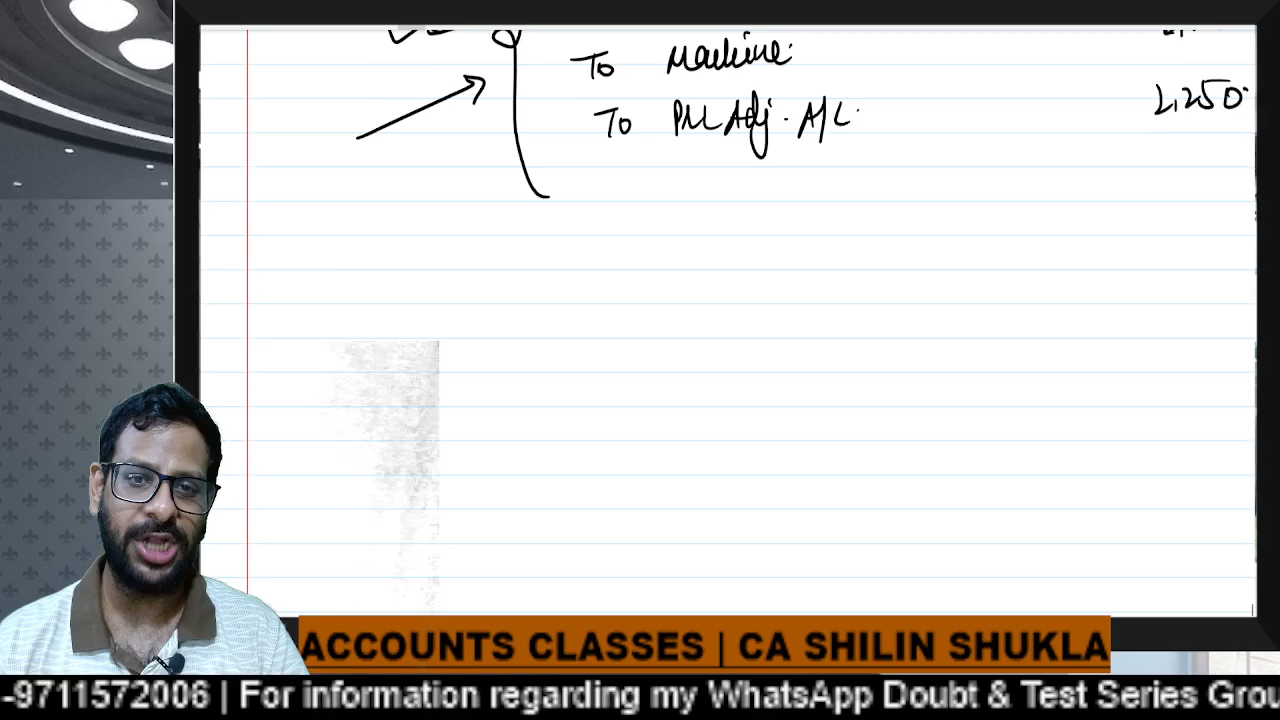 To Machine.
To P&L Adj. A/c. 2,250
ACCOUNTS CLASSES | CA SHILIN SHUKLA
-9711572006 | For information regarding my WhatsApp Doubt & Test Series Grou